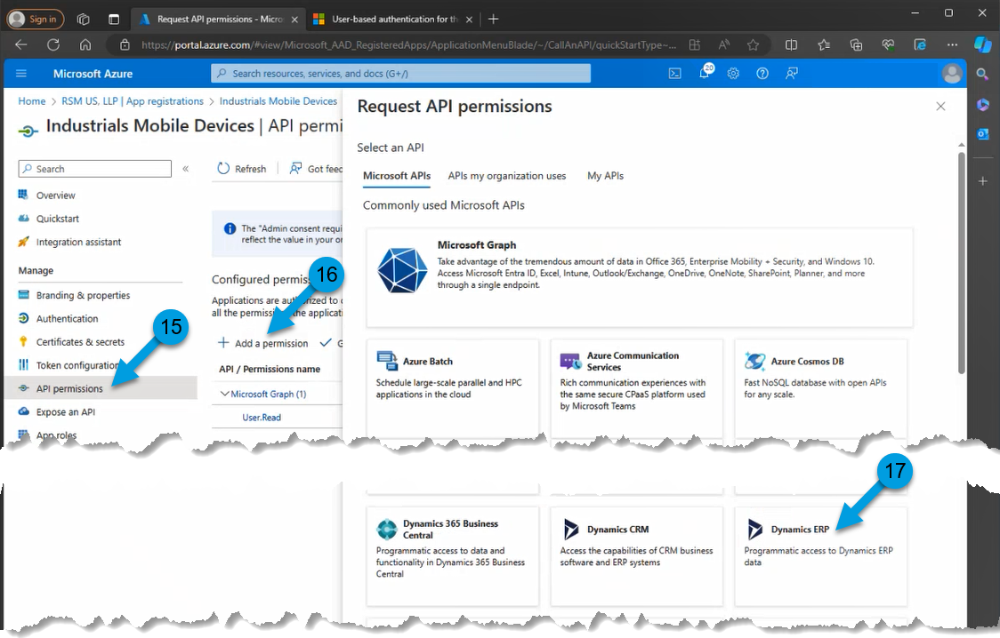 Sign in
Request API permissions - Micros
User-based authentication for th
https://portal.azure.com/#view/Microsoft_AAD_RegisteredApps/ApplicationMenuBlade/~/CallAnAPI/quickStartType~...
Microsoft Azure
Search resources, services, and docs (G+/)
20
Home > RSM US, LLP | App registrations > Industrials Mobile Devices
Industrials Mobile Devices | API permi
Search
«
Refresh
Got feed
Overview
Quickstart
Integration assistant
Manage
Branding & properties
Authentication
Certificates & secrets
Token configuration
API permissions
Expose an API
App roles
15
The "Admin consent requi
reflect the value in your or
Configured permis
Applications are authorized to c
all the permis the applicati
16
Add a permission
G
API / Permissions name
Microsoft Graph (1)
User.Read
Request API permissions
Select an API
Microsoft APIs
APIs my organization uses
My APIs
Commonly used Microsoft APIs
Microsoft Graph
Take advantage of the tremendous amount of data in Office 365, Enterprise Mobility + Security, and Windows 10.
Access Microsoft Entra ID, Excel, Intune, Outlook/Exchange, OneDrive, OneNote, SharePoint, Planner, and more
through a single endpoint.
Azure Batch
Schedule large-scale parallel and HPC
applications in the cloud
Azure Communication
Services
Rich communication experiences with
the same secure CPaaS platform used
by Microsoft Teams
Azure Cosmos DB
Fast NoSQL database with open APIs
for any scale.
17
Dynamics 365 Business
Central
Programmatic access to data and
functionality in Dynamics 365 Business
Central
Dynamics CRM
Access the capabilities of CRM business
software and ERP systems
Dynamics ERP
Programmatic access to Dynamics ERP
data